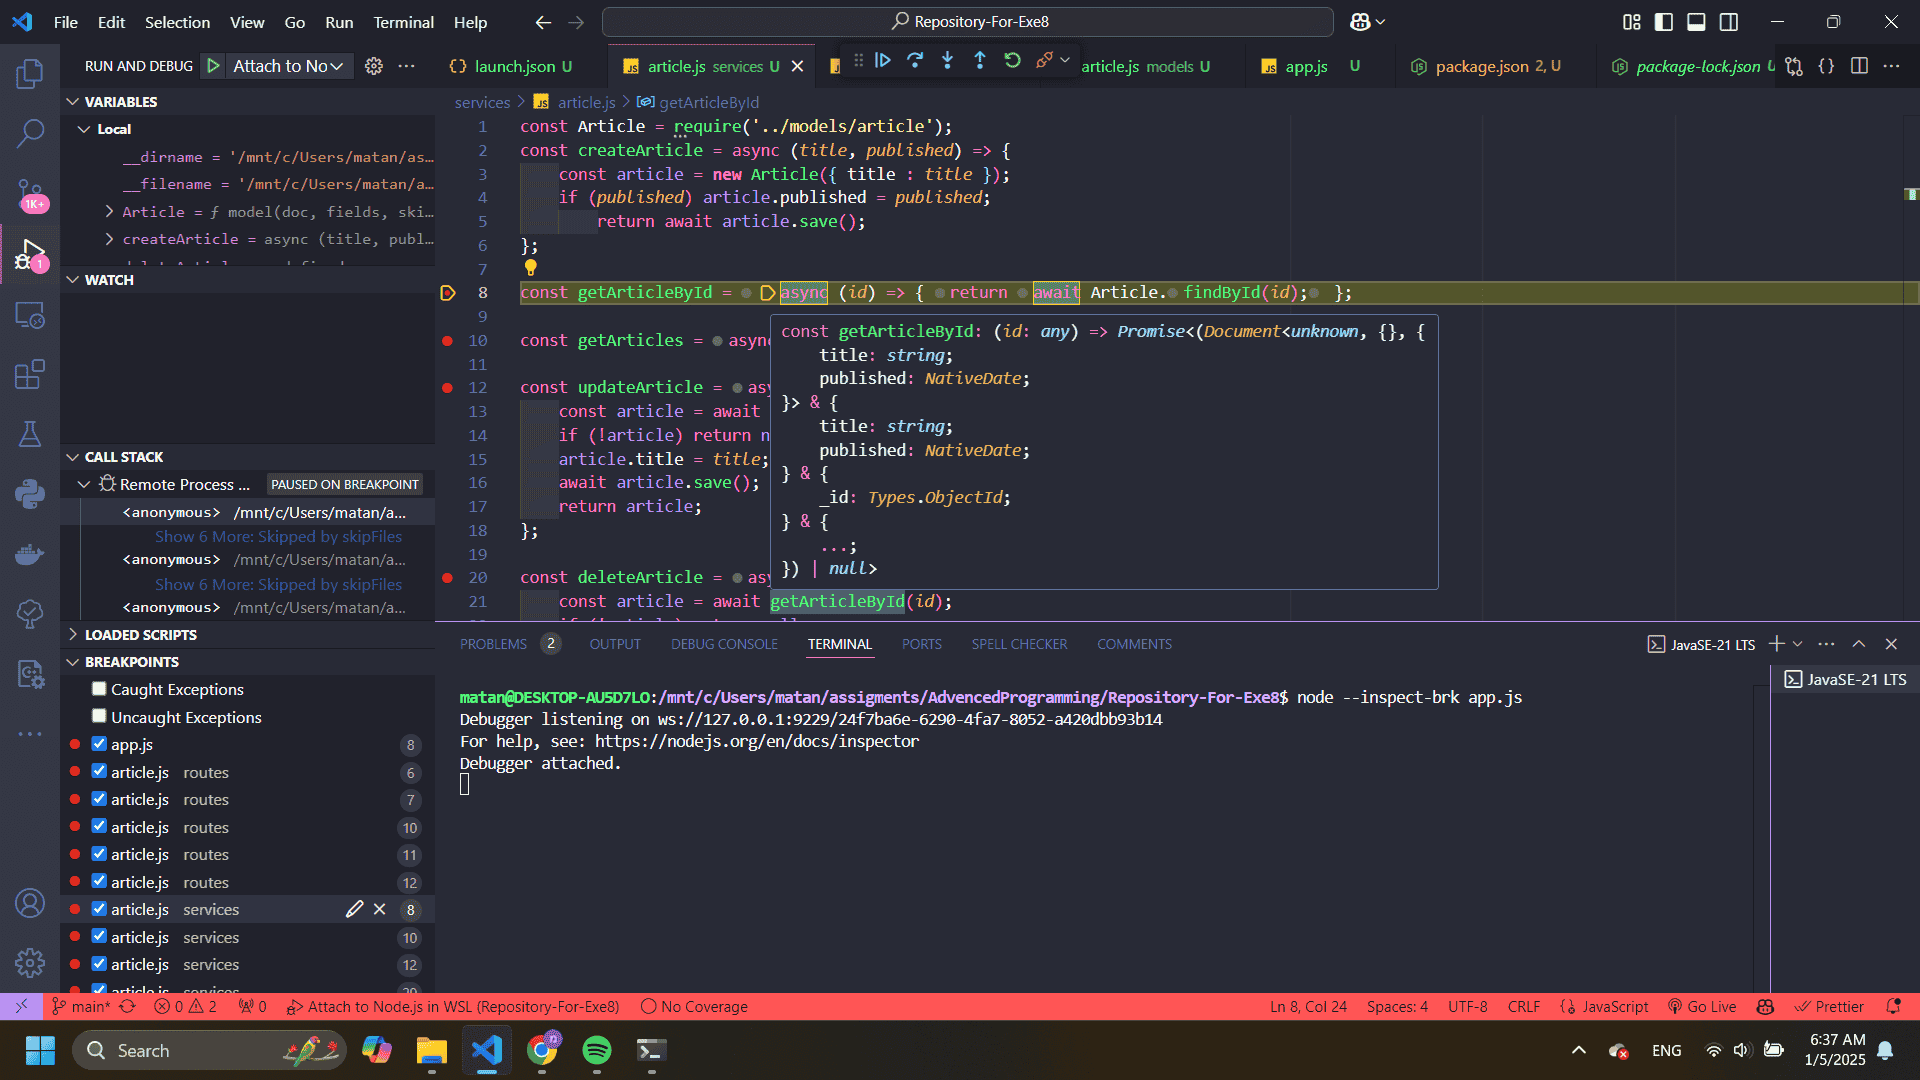 File Edit Selection View Go Run Terminal Help
Repository-For-Exe8
RUN AND DEBUG
Attach to No
launch.json U
article.js services U
article.js models U
app.js U
package.json 2, U
package-lock.json U
services > article.js > getArticleById
VARIABLES
Local
__dirname = '/mnt/c/Users/matan/as...
__filename = '/mnt/c/Users/matan/a...
Article = ƒ model(doc, fields, ski...
createArticle = async (title, publ...
WATCH
CALL STACK
Remote Process ... PAUSED ON BREAKPOINT
<anonymous> /mnt/c/Users/matan/a...
Show 6 More: Skipped by skipFiles
<anonymous> /mnt/c/Users/matan/a...
Show 6 More: Skipped by skipFiles
<anonymous> /mnt/c/Users/matan/a...
LOADED SCRIPTS
BREAKPOINTS
Caught Exceptions
Uncaught Exceptions
app.js 8
article.js routes 6
article.js routes 7
article.js routes 10
article.js routes 11
article.js routes 12
article.js services 8
article.js services 10
article.js services 12
article.js services 20
1K+
1
1 const Article = require('../models/article');
2 const createArticle = async (title, published) => {
3 const article = new Article({ title : title });
4 if (published) article.published = published;
5 return await article.save();
6 };
7
8 const getArticleById = async (id) => { return await Article.findById(id); };
9
10 const getArticles = async
11
12 const updateArticle = as
13 const article = await
14 if (!article) return n
15 article.title = title;
16 await article.save();
17 return article;
18 };
19
20 const deleteArticle = as
21 const article = await getArticleById(id);
const getArticleById: (id: any) => Promise<(Document<unknown, {}, {
title: string;
published: NativeDate;
}> & {
title: string;
published: NativeDate;
} & {
_id: Types.ObjectId;
} & {
...;
}) | null>
PROBLEMS 2 OUTPUT DEBUG CONSOLE TERMINAL PORTS SPELL CHECKER COMMENTS
JavaSE-21 LTS
JavaSE-21 LTS
matan@DESKTOP-AU5D7LO:/mnt/c/Users/matan/assigments/AdvencedProgramming/Repository-For-Exe8$ node --inspect-brk app.js
Debugger listening on ws://127.0.0.1:9229/24f7ba6e-6290-4fa7-8052-a420dbb93b14
For help, see: https://nodejs.org/en/docs/inspector
Debugger attached.
main* 0 2 0 Attach to Node.js in WSL (Repository-For-Exe8) No Coverage
Ln 8, Col 24 Spaces: 4 UTF-8 CRLF JavaScript Go Live Prettier
Search
ENG
6:37 AM
1/5/2025